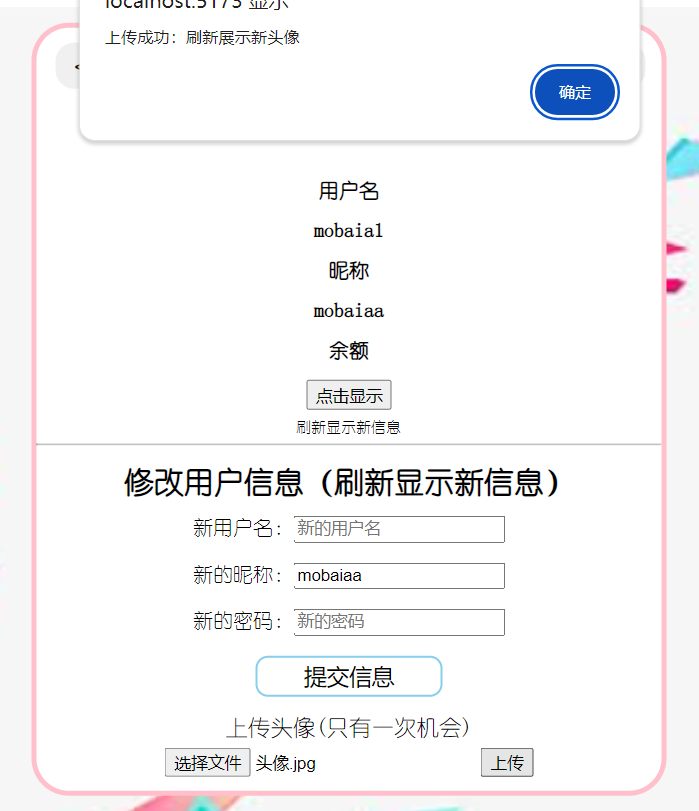 localhost:5173 显示
上传成功：刷新展示新头像
确定
用户名
mobaia1
昵称
mobaiaa
余额
点击显示
刷新显示新信息
修改用户信息（刷新显示新信息）
新用户名：新的用户名
新的昵称：mobaiaa
新的密码：新的密码
提交信息
上传头像(只有一次机会)
选择文件 头像.jpg 上传